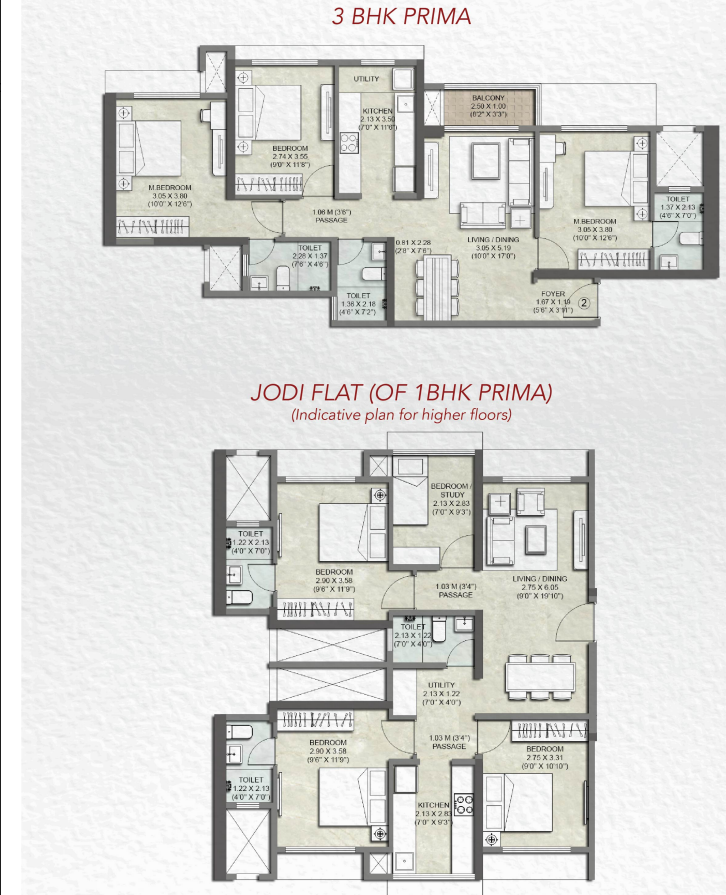 3 BHK PRIMA
UTILITY
KITCHEN
2.13 X 3.50
(7'0" X 11'6")
BALCONY
2.50 X 1.00
(8'2" X 3'3")
BEDROOM
2.74 X 3.55
(9'0" X 11'8")
M.BEDROOM
3.05 X 3.80
(10'0" X 12'6")
1.06 M (3'6")
PASSAGE
TOILET
1.37 X 2.13
(4'6" X 7'0")
M.BEDROOM
3.05 X 3.80
(10'0" X 12'6")
LIVING / DINING
3.05 X 5.19
(10'0" X 17'0")
0.81 X 2.28
(2'8" X 7'6")
TOILET
2.28 X 1.37
(7'6" X 4'6")
TOILET
1.38 X 2.18
(4'6" X 7'2")
FOYER
1.67 X 1.19
(5'6" X 3'11")
2
JODI FLAT (OF 1BHK PRIMA)
(Indicative plan for higher floors)
BEDROOM /
STUDY
2.13 X 2.83
(7'0" X 9'3")
TOILET
1.22 X 2.13
(4'0" X 7'0")
BEDROOM
2.90 X 3.58
(9'6" X 11'9")
1.03 M (3'4")
PASSAGE
LIVING / DINING
2.75 X 6.05
(9'0" X 19'10")
TOILET
2.13 X 1.22
(7'0" X 4'0")
UTILITY
2.13 X 1.22
(7'0" X 4'0")
1.03 M (3'4")
PASSAGE
BEDROOM
2.90 X 3.58
(9'6" X 11'9")
BEDROOM
2.75 X 3.31
(9'0" X 10'10")
TOILET
1.22 X 2.13
(4'0" X 7'0")
KITCHEN
2.13 X 2.83
(7'0" X 9'3")